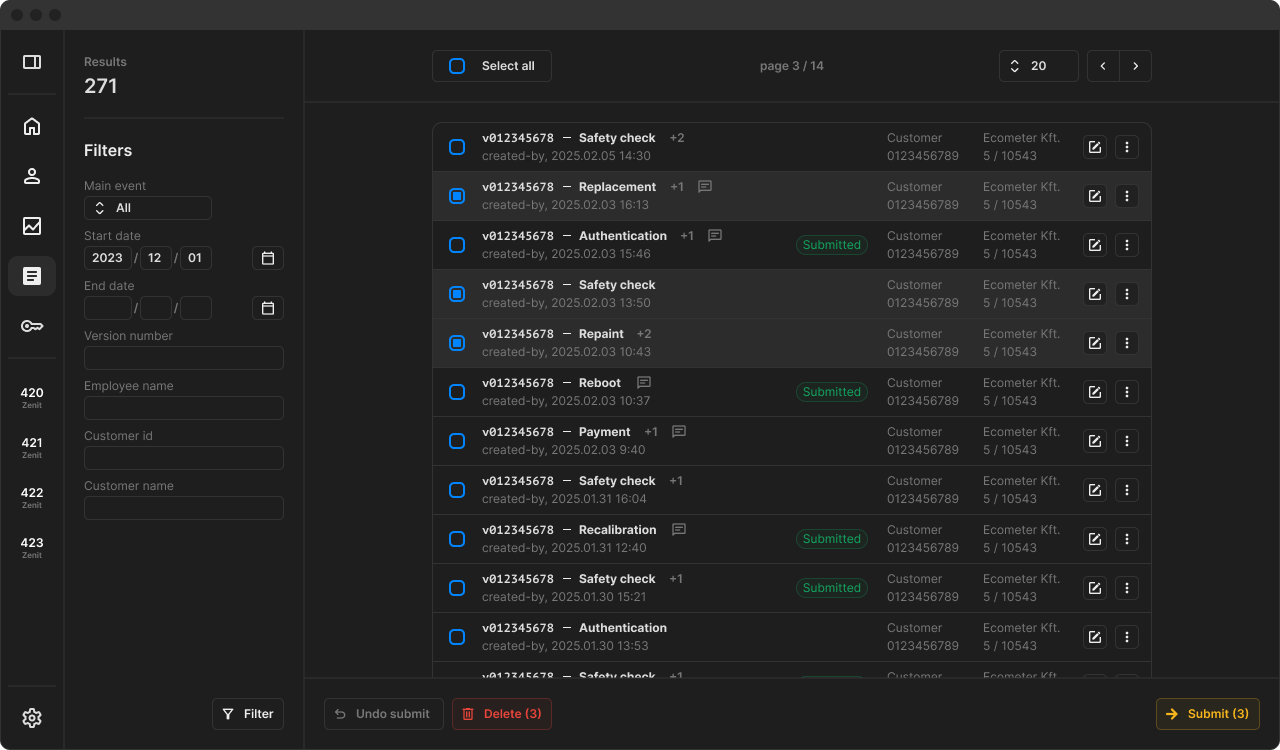 Results
271
Filters
Main event
All
Start date
2023 / 12 / 01
End date
/ /
Version number
Employee name
Customer id
Customer name
Filter
420
Zenit
421
Zenit
422
Zenit
423
Zenit
Select all
page 3 / 14
20
v012345678 — Safety check +2
created-by, 2025.02.05 14:30
Customer
0123456789
Ecometer Kft.
5 / 10543
v012345678 — Replacement +1
created-by, 2025.02.03 16:13
Customer
0123456789
Ecometer Kft.
5 / 10543
v012345678 — Authentication +1
created-by, 2025.02.03 15:46
Submitted
Customer
0123456789
Ecometer Kft.
5 / 10543
v012345678 — Safety check
created-by, 2025.02.03 13:50
Customer
0123456789
Ecometer Kft.
5 / 10543
v012345678 — Repaint +2
created-by, 2025.02.03 10:43
Customer
0123456789
Ecometer Kft.
5 / 10543
v012345678 — Reboot
created-by, 2025.02.03 10:37
Submitted
Customer
0123456789
Ecometer Kft.
5 / 10543
v012345678 — Payment +1
created-by, 2025.02.03 9:40
Customer
0123456789
Ecometer Kft.
5 / 10543
v012345678 — Safety check +1
created-by, 2025.01.31 16:04
Customer
0123456789
Ecometer Kft.
5 / 10543
v012345678 — Recalibration
created-by, 2025.01.31 12:40
Submitted
Customer
0123456789
Ecometer Kft.
5 / 10543
v012345678 — Safety check +1
created-by, 2025.01.30 15:21
Submitted
Customer
0123456789
Ecometer Kft.
5 / 10543
v012345678 — Authentication
created-by, 2025.01.30 13:53
Customer
0123456789
Ecometer Kft.
5 / 10543
v012345678 — Safety check +1
Customer
Ecometer Kft.
Undo submit
Delete (3)
Submit (3)